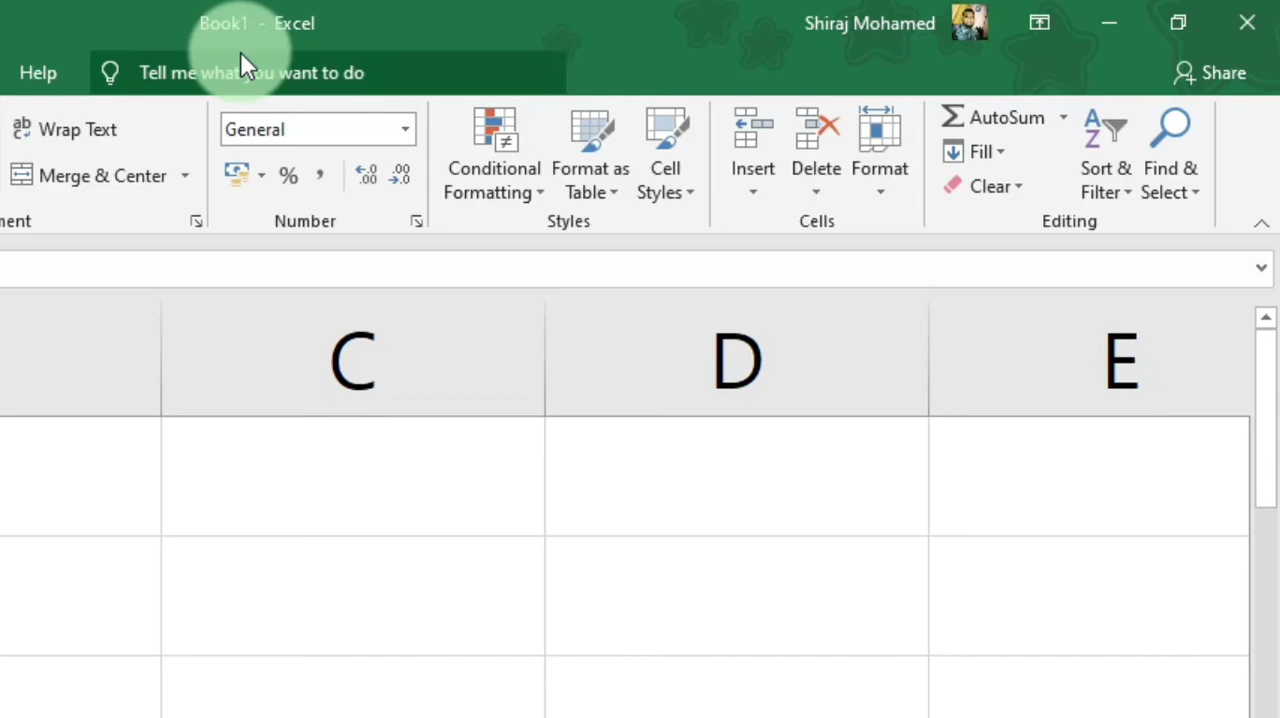 Book1 - Excel
Shiraj Mohamed
Help
Tell me what you want to do
Share
ab
c
Wrap Text
General
Merge & Center
%
,
.0
.00
.00
.0
Conditional
Formatting
Format as
Table
Cell
Styles
Insert
Delete
Format
AutoSum
Fill
Clear
A
Z
Sort &
Filter
Find &
Select
ment
Number
Styles
Cells
Editing
C
D
E